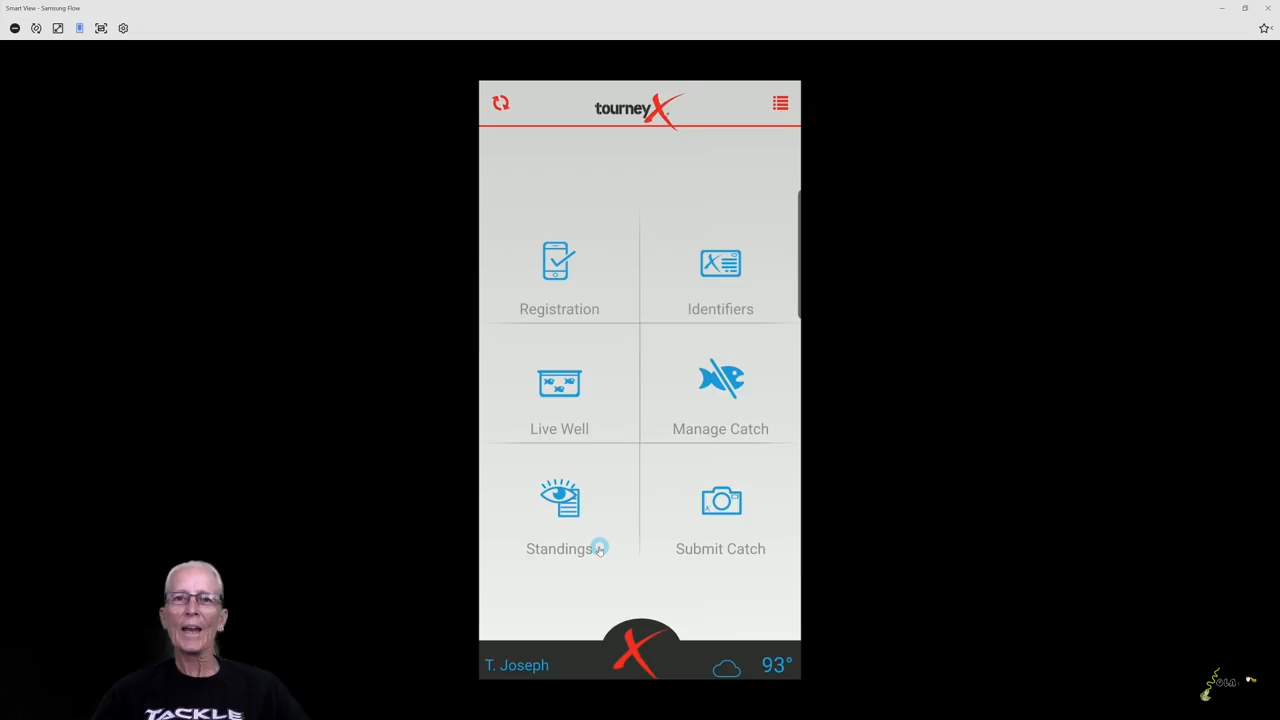 Smart View - Samsung Flow
tourneyX
Registration
Identifiers
Live Well
Manage Catch
Standings
Submit Catch
T. Joseph
93°
TACKLE